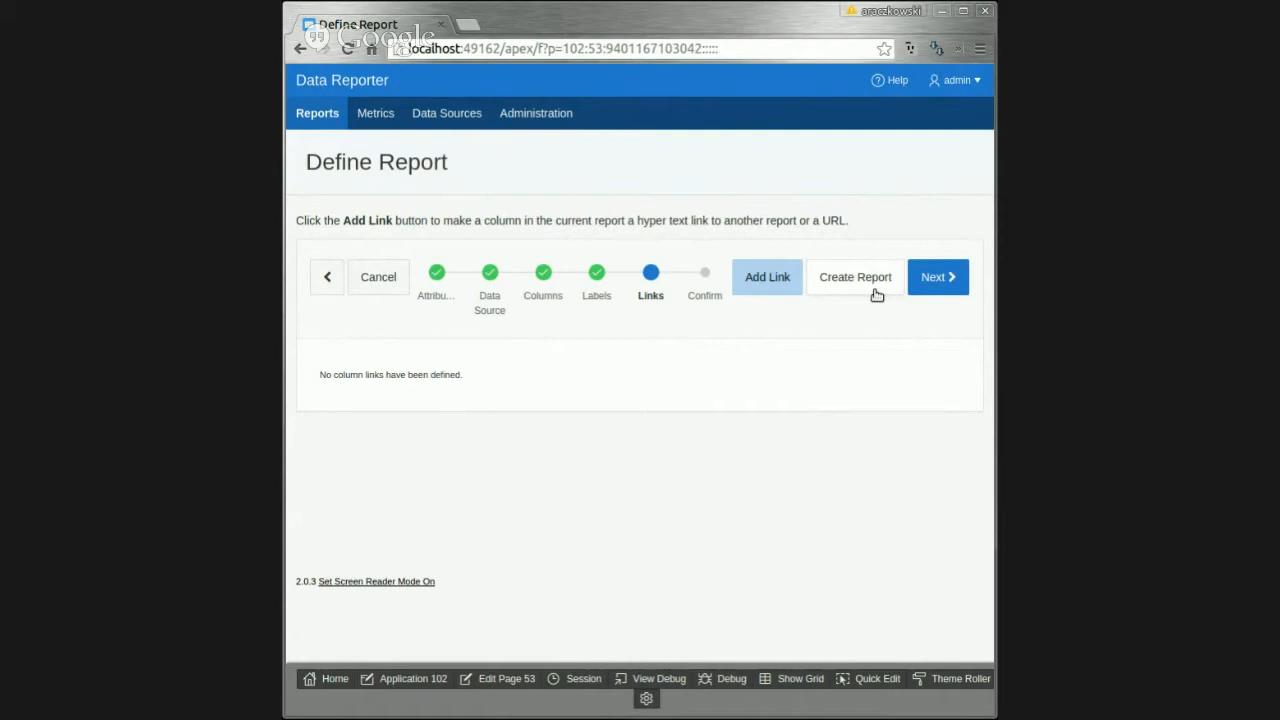 araczkowski
Define Report
Google
localhost:49162/apex/f?p=102:53:9401167103042:::::
Data Reporter
Help
admin
Reports Metrics Data Sources Administration
Define Report
Click the Add Link button to make a column in the current report a hyper text link to another report or a URL.
Cancel
Attribu...
Data Source
Columns
Labels
Links
Confirm
Add Link
Create Report
Next
No column links have been defined.
2.0.3 Set Screen Reader Mode On
Home Application 102 Edit Page 53 Session View Debug Debug Show Grid Quick Edit Theme Roller